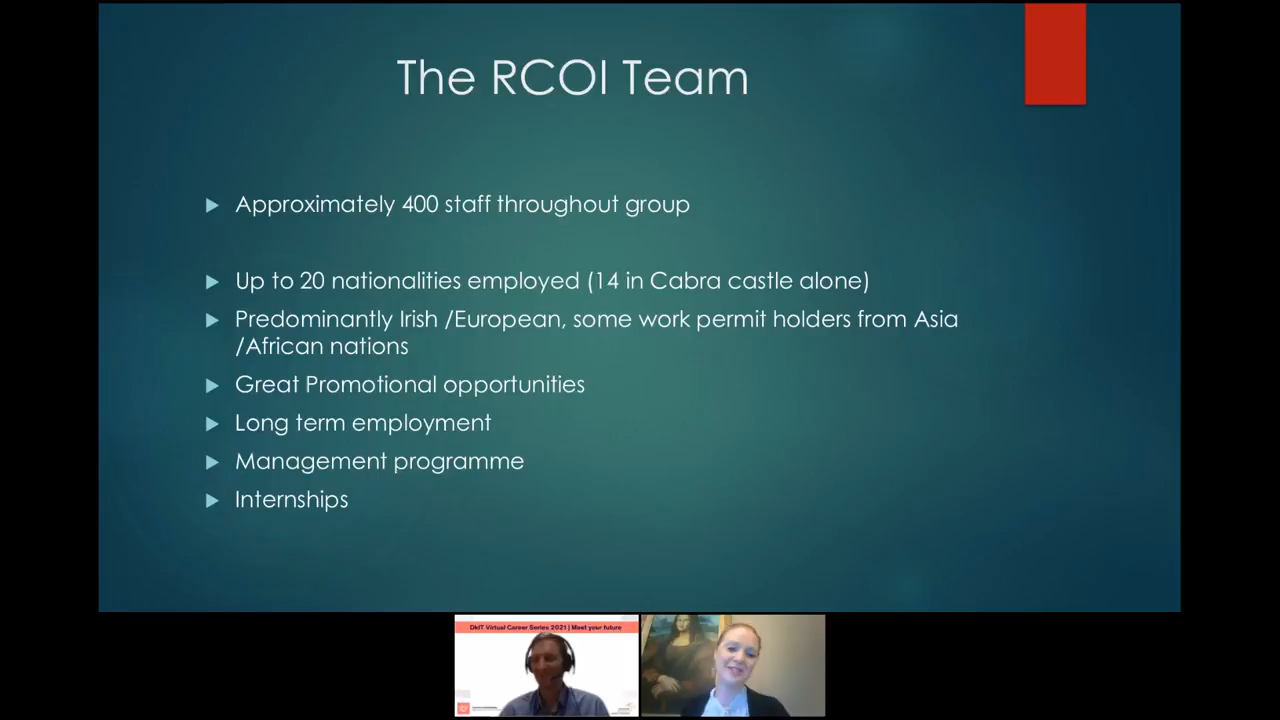 The RCOI Team
Approximately 400 staff throughout group
Up to 20 nationalities employed (14 in Cabra castle alone)
Predominantly Irish /European, some work permit holders from Asia
/African nations
Great Promotional opportunities
Long term employment
Management programme
Internships
DkIT Virtual Career Series 2021 | Meet your future